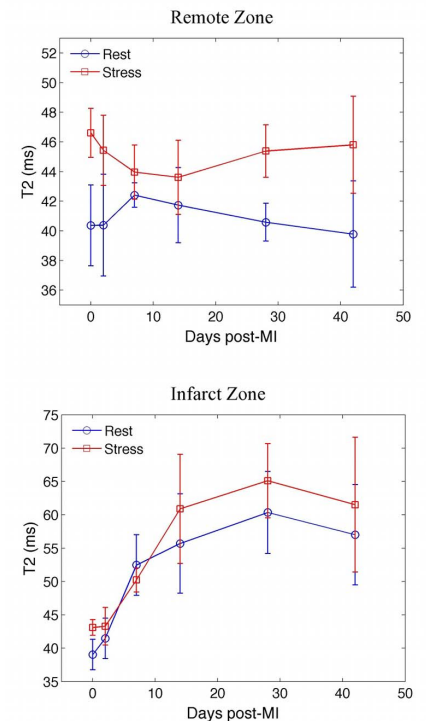 Remote Zone
52
50
48
46
44
42
40
38
36
T2 (ms)
Rest
Stress
0 10 20 30 40 50
Days post-MI
Infarct Zone
75
70
65
60
55
50
45
40
35
T2 (ms)
Rest
Stress
0 10 20 30 40 50
Days post-MI